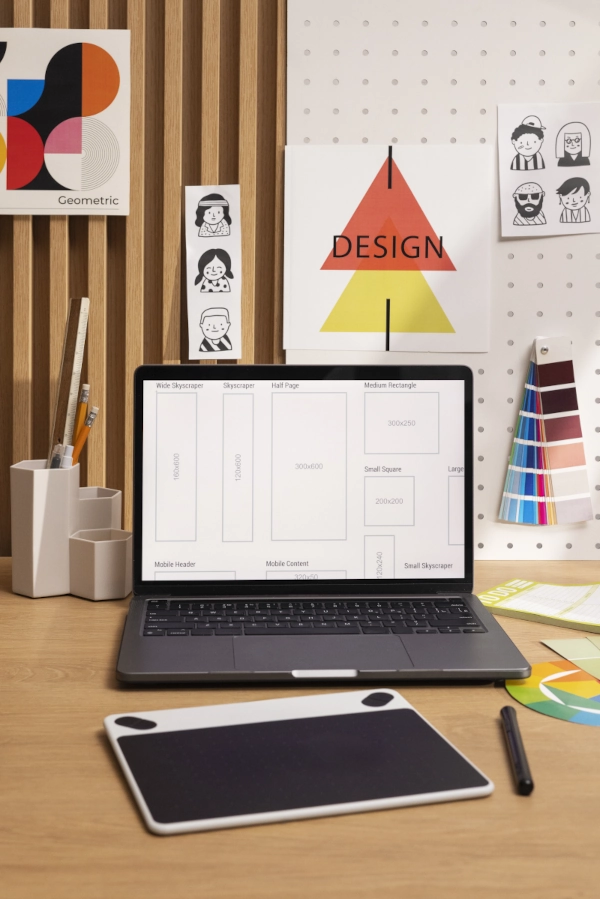 Geometric
DESIGN
Wide Skyscraper
Skyscraper
Half Page
Medium Rectangle
160x600
120x600
300x600
300x250
Small Square
Large
200x200
Mobile Header
Mobile Content
320x50
120x240
Small Skyscraper